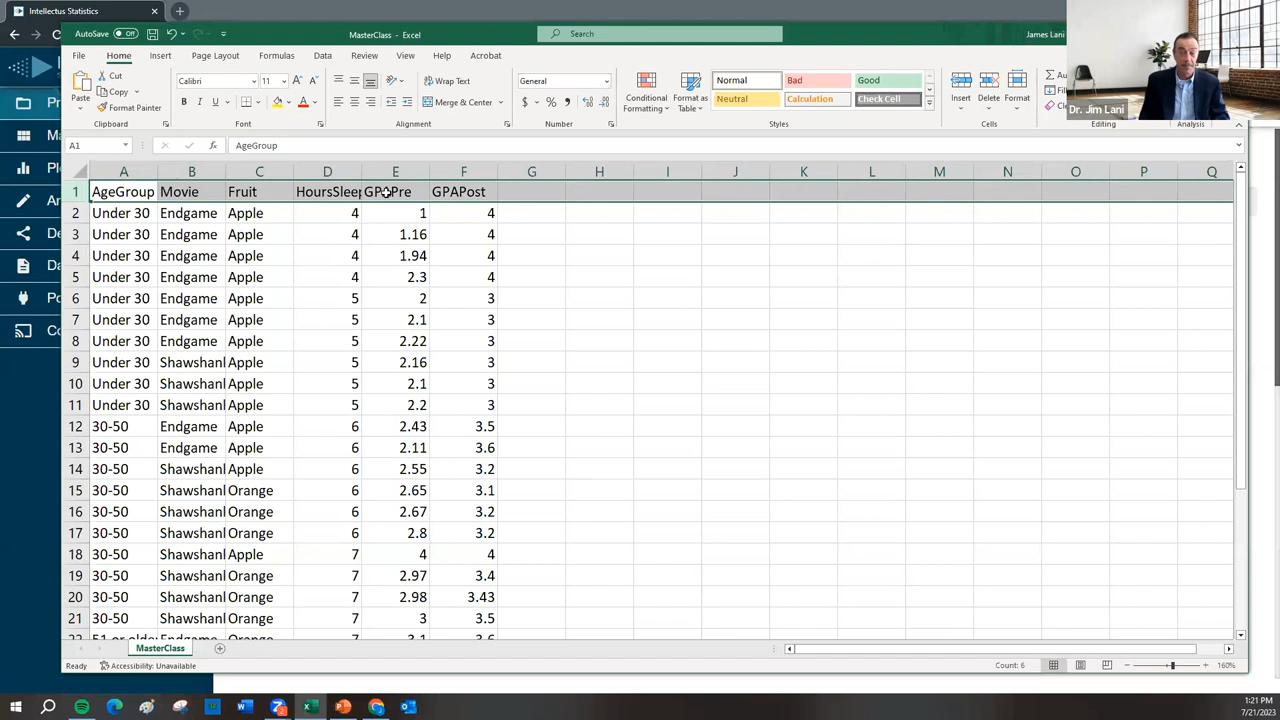 Intellectus Statistics
AutoSave Off
MasterClass - Excel
Search
James Lani
File Home Insert Page Layout Formulas Data Review View Help Acrobat
Paste
Cut
Copy
Format Painter
Clipboard
Calibri 11
B I U
Font
Wrap Text
Merge & Center
Alignment
General
$ % ,
Number
Conditional Formatting
Format as Table
Normal Bad Good
Neutral Calculation Check Cell
Styles
Insert Delete Format
Cells
Editing
Analysis
Dr. Jim Lani
A1 fx AgeGroup
A B C D E F G H I J K L M N O P Q
1 AgeGroup Movie Fruit HoursSleep GPAPre GPAPost
2 Under 30 Endgame Apple 4 1 4
3 Under 30 Endgame Apple 4 1.16 4
4 Under 30 Endgame Apple 4 1.94 4
5 Under 30 Endgame Apple 4 2.3 4
6 Under 30 Endgame Apple 5 2 3
7 Under 30 Endgame Apple 5 2.1 3
8 Under 30 Endgame Apple 5 2.22 3
9 Under 30 Shawshank Apple 5 2.16 3
10 Under 30 Shawshank Apple 5 2.1 3
11 Under 30 Shawshank Apple 5 2.2 3
12 30-50 Endgame Apple 6 2.43 3.5
13 30-50 Endgame Apple 6 2.11 3.6
14 30-50 Shawshank Apple 6 2.55 3.2
15 30-50 Shawshank Orange 6 2.65 3.1
16 30-50 Shawshank Orange 6 2.67 3.2
17 30-50 Shawshank Orange 6 2.8 3.2
18 30-50 Shawshank Apple 7 4 4
19 30-50 Shawshank Orange 7 2.97 3.4
20 30-50 Shawshank Orange 7 2.98 3.43
21 30-50 Shawshank Orange 7 3 3.5
22 51 or older Endgame Orange 7 3.1 3.6
MasterClass
Ready Accessibility: Unavailable
Count: 6
160%
1:21 PM
7/21/2023